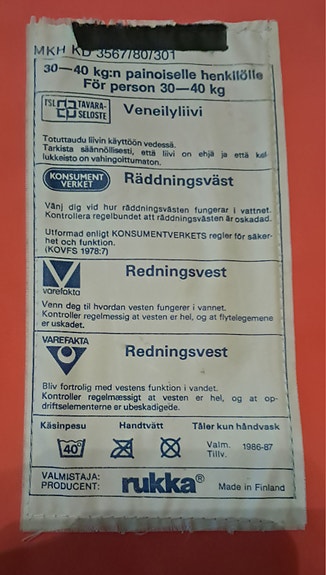 MKH KD 3567/80/301
30—40 kg:n painoiselle henkilölle
För person 30—40 kg
TSL TAVARA-
SELOSTE
Veneilyliivi
Totuttaudu liivin käyttöön vedessä.
Tarkista säännöllisesti, että liivi on ehjä ja että kel
lukkeisto on vahingoittumaton.
KONSUMENT
VERKET
Räddningsväst
Vänj dig vid hur räddningsvästen fungerar i vattnet.
Kontrollera regelbundet att räddningsvästen är oskadad.
Utformad enligt KONSUMENTVERKETS regler för säker-
het och funktion.
(KOVFS 1978:7)
varefakta
Redningsvest
Venn deg til hvordan vesten fungerer i vannet.
Kontroller regelmessig at vesten er hel, og at flytelegemene
er uskadet.
VAREFAKTA
Redningsvest
Bliv fortrolig med vestens funktion i vandet.
Kontroller regelmæssigt at vesten er hel, og at op-
driftselementerne er ubeskadigede.
Käsinpesu Handtvätt Tåler kun håndvask
40° Valm. 1986-87
Tillv.
VALMISTAJA:
PRODUCENT:
rukka® Made in Finland